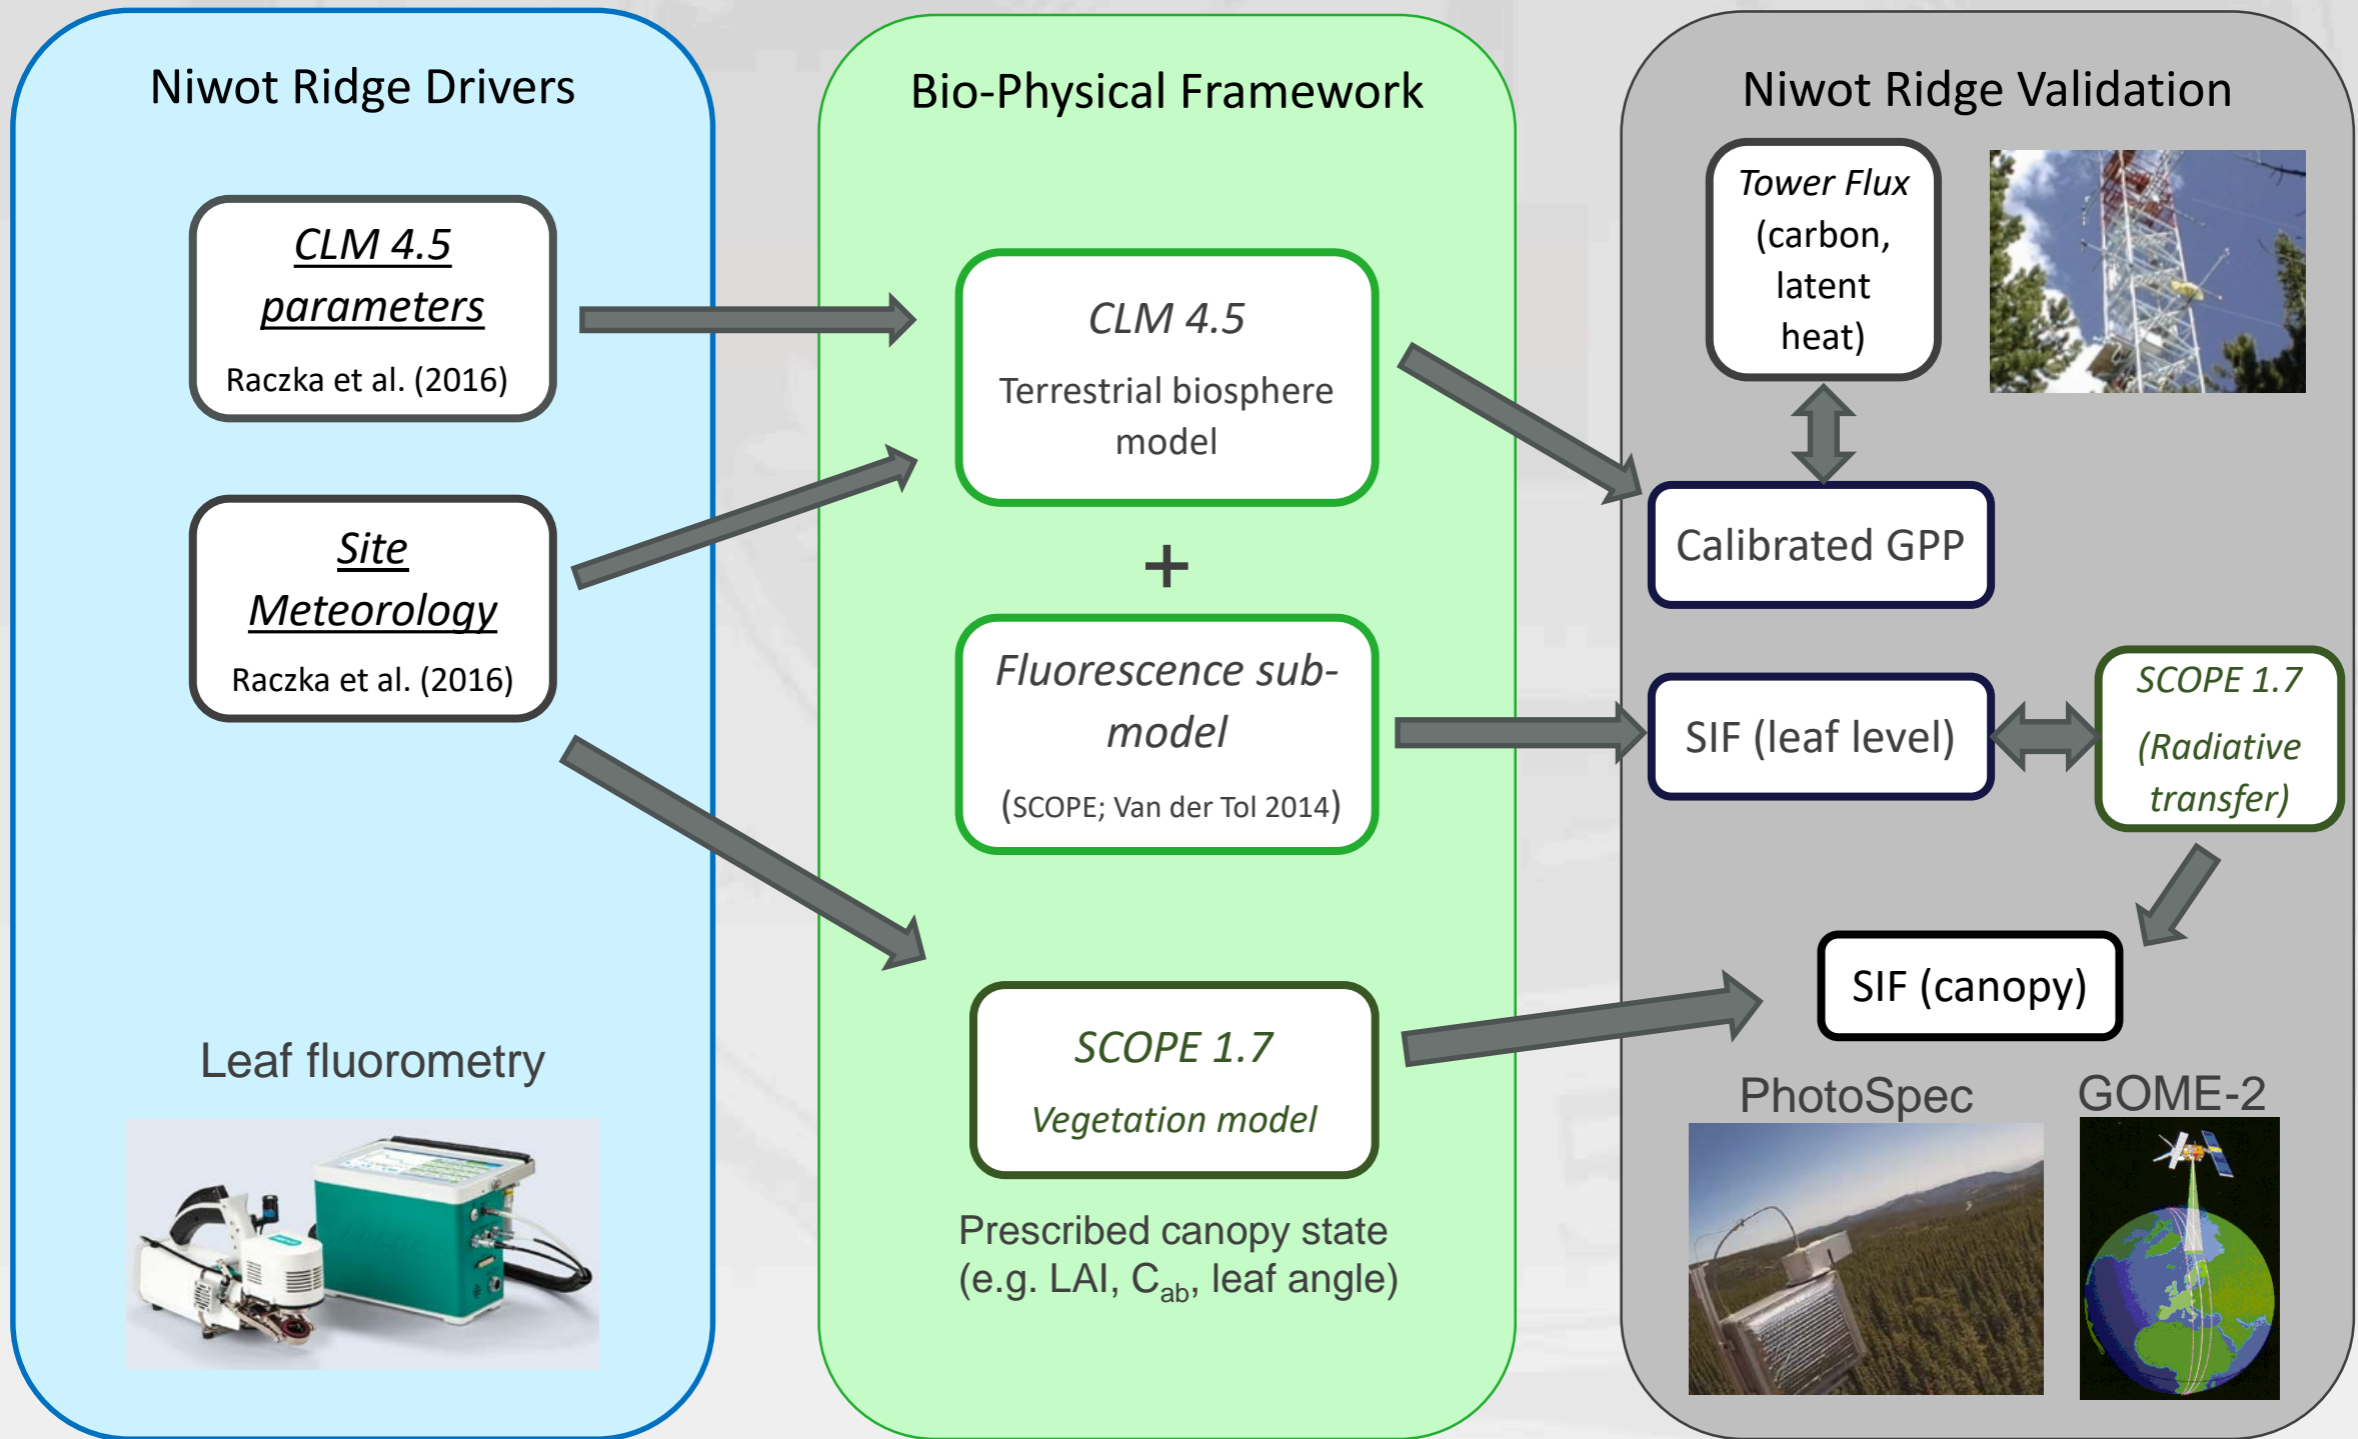 Niwot Ridge Drivers
CLM 4.5
parameters
Raczka et al. (2016)
Site
Meteorology
Raczka et al. (2016)
Leaf fluorometry
Bio-Physical Framework
CLM 4.5
Terrestrial biosphere
model
+
Fluorescence sub-
model
(SCOPE; Van der Tol 2014)
SCOPE 1.7
Vegetation model
Prescribed canopy state
(e.g. LAI, C_ab, leaf angle)
Niwot Ridge Validation
Tower Flux
(carbon,
latent
heat)
Calibrated GPP
SIF (leaf level)
SCOPE 1.7
(Radiative
transfer)
SIF (canopy)
PhotoSpec
GOME-2